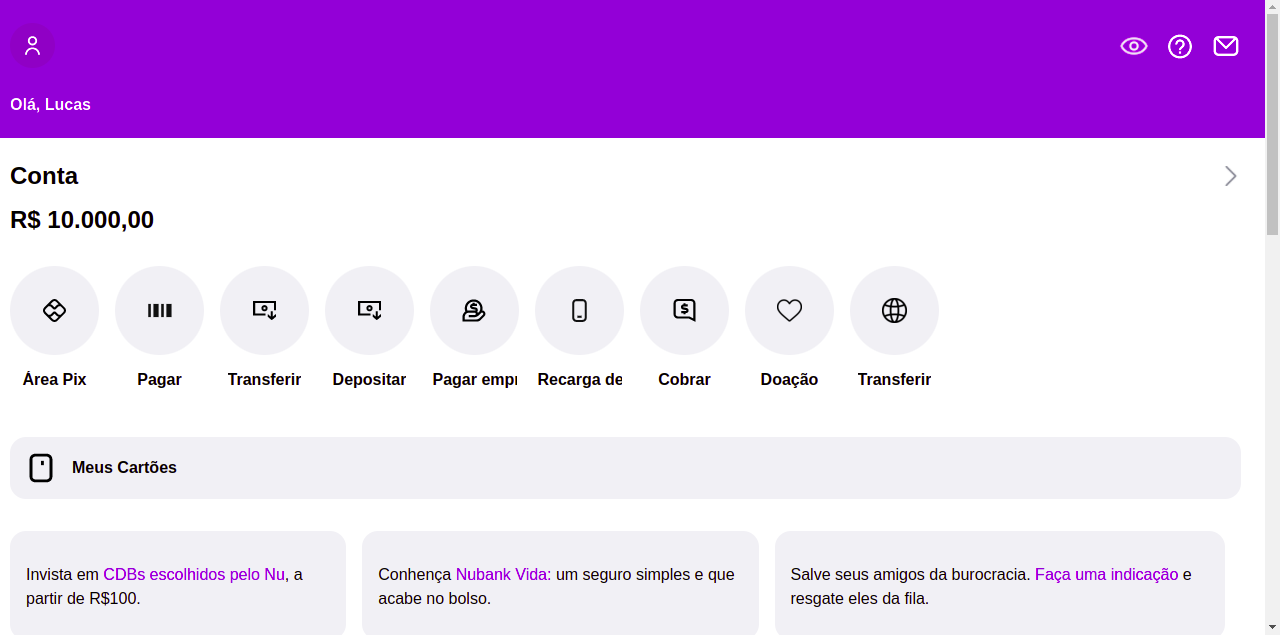 Olá, Lucas
Conta
R$ 10.000,00
Área Pix
Pagar
Transferir
Depositar
Pagar empr
Recarga de
Cobrar
Doação
Transferir
Meus Cartões
Invista em CDBs escolhidos pelo Nu, a
partir de R$100.
Conhença Nubank Vida: um seguro simples e que
acabe no bolso.
Salve seus amigos da burocracia. Faça uma indicação e
resgate eles da fila.